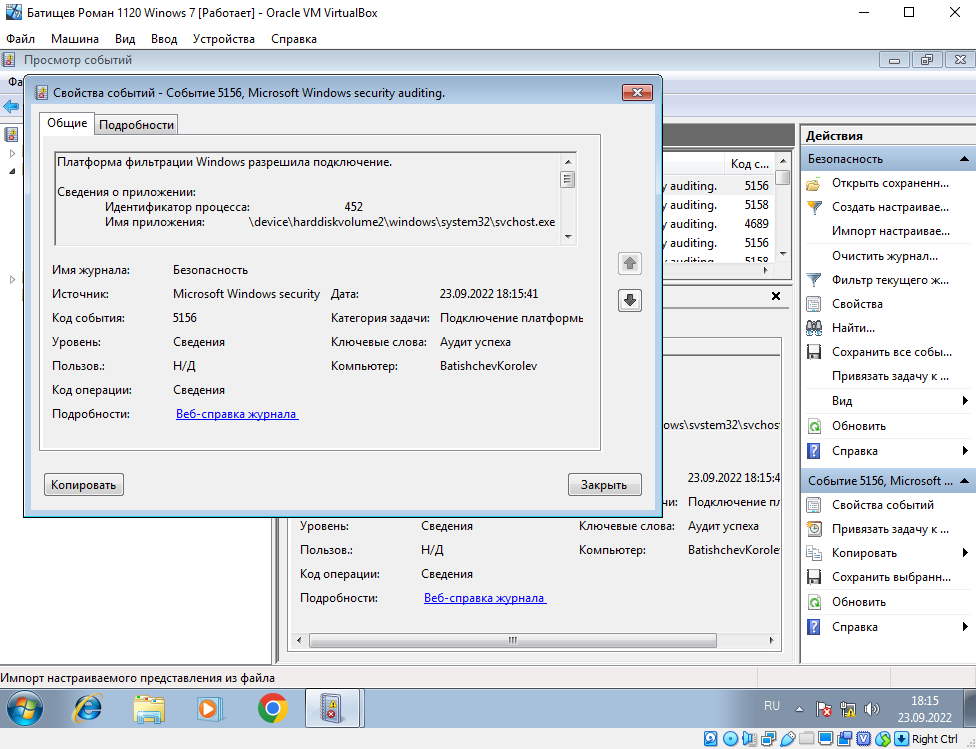 Батищев Роман 1120 Winows 7 [Работает] - Oracle VM VirtualBox
Файл Машина Вид Ввод Устройства Справка
Просмотр событий
Фа
Свойства событий - Событие 5156, Microsoft Windows security auditing.
Общие Подробности
Платформа фильтрации Windows разрешила подключение.
Сведения о приложении:
Идентификатор процесса: 452
Имя приложения: \device\harddiskvolume2\windows\system32\svchost.exe
Имя журнала: Безопасность
Источник: Microsoft Windows security Дата: 23.09.2022 18:15:41
Код события: 5156 Категория задачи: Подключение платформь
Уровень: Сведения Ключевые слова: Аудит успеха
Пользов.: Н/Д Компьютер: BatishchevKorolev
Код операции: Сведения
Подробности: Веб-справка журнала
Копировать Закрыть
Код с...
y auditing. 5156
y auditing. 5158
y auditing. 4689
y auditing. 5156
y auditing. 5158
ows\system32\svchos
23.09.2022 18:15:4
чи: Подключение пл
Уровень: Сведения Ключевые слова: Аудит успеха
Пользов.: Н/Д Компьютер: BatishchevKorole
Код операции: Сведения
Подробности: Веб-справка журнала
Действия
Безопасность
Открыть сохраненн...
Создать настраивае...
Импорт настраивае...
Очистить журнал...
Фильтр текущего ж...
Свойства
Найти...
Сохранить все собы...
Привязать задачу к ...
Вид
Обновить
Справка
Событие 5156, Microsoft ...
Свойства событий
Привязать задачу к ...
Копировать
Сохранить выбранн...
Обновить
Справка
Импорт настраиваемого представления из файла
RU 18:15
23.09.2022
Right Ctrl